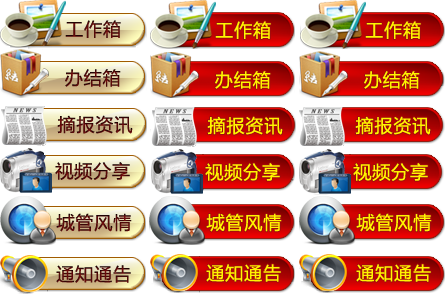 工作箱 工作箱 工作箱
办结箱 办结箱 办结箱
NEWS NEWS NEWS
摘报资讯 摘报资讯 摘报资讯
视频分享 视频分享 视频分享
城管风情 城管风情 城管风情
通知通告 通知通告 通知通告